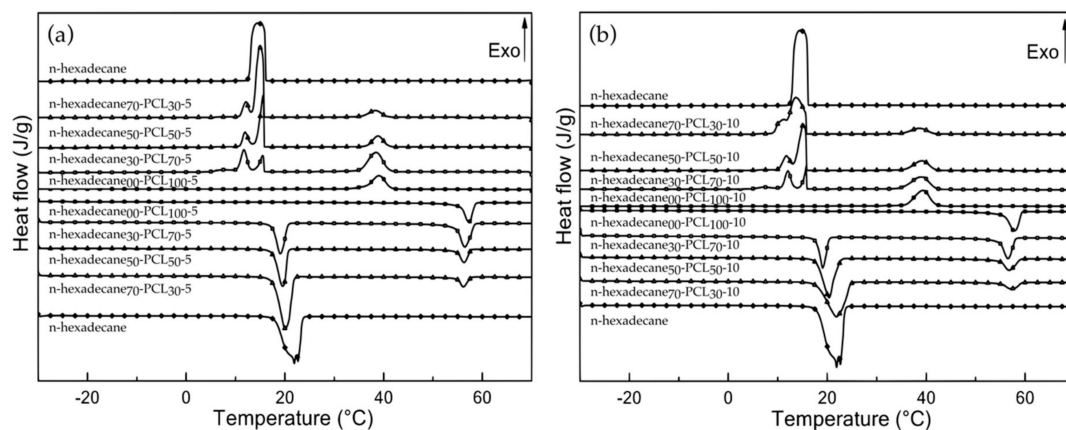 (a)
Exo
n-hexadecane
n-hexadecane70-PCL30-5
n-hexadecane50-PCL50-5
n-hexadecane30-PCL70-5
n-hexadecane00-PCL100-5
n-hexadecane00-PCL100-5
n-hexadecane30-PCL70-5
n-hexadecane50-PCL50-5
n-hexadecane70-PCL30-5
n-hexadecane
Heat flow (J/g)
-20 0 20 40 60
Temperature (°C)
(b)
Exo
n-hexadecane
n-hexadecane70-PCL30-10
n-hexadecane50-PCL50-10
n-hexadecane30-PCL70-10
n-hexadecane00-PCL100-10
n-hexadecane00-PCL100-10
n-hexadecane30-PCL70-10
n-hexadecane50-PCL50-10
n-hexadecane70-PCL30-10
n-hexadecane
Heat flow (J/g)
-20 0 20 40 60
Temperature (°C)